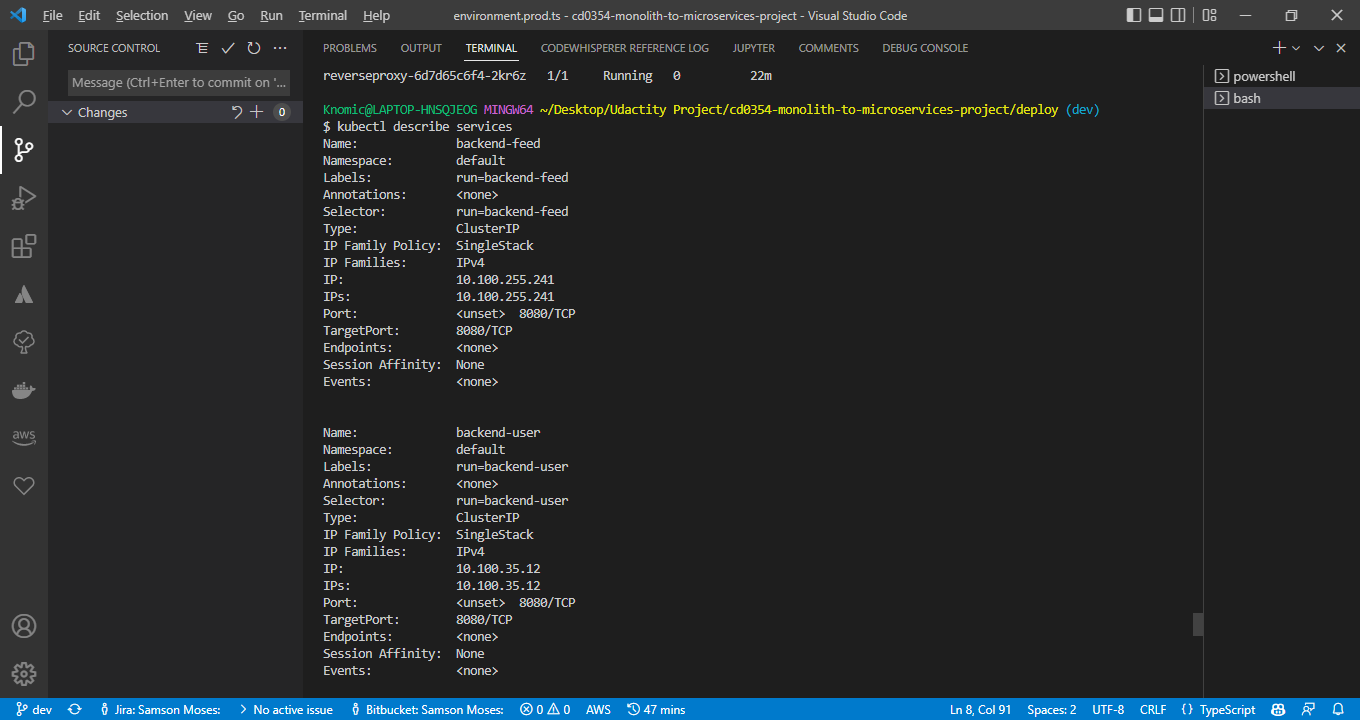 File Edit Selection View Go Run Terminal Help environment.prod.ts - cd0354-monolith-to-microservices-project - Visual Studio Code
SOURCE CONTROL
Message (Ctrl+Enter to commit on '...
Changes 0
PROBLEMS OUTPUT TERMINAL CODEWHISPERER REFERENCE LOG JUPYTER COMMENTS DEBUG CONSOLE
powershell
bash
reverseproxy-6d7d65c6f4-2kr6z 1/1 Running 0 22m
Knomic@LAPTOP-HNSQJEOG MINGW64 ~/Desktop/Udactity Project/cd0354-monolith-to-microservices-project/deploy (dev)
$ kubectl describe services
Name: backend-feed
Namespace: default
Labels: run=backend-feed
Annotations: <none>
Selector: run=backend-feed
Type: ClusterIP
IP Family Policy: SingleStack
IP Families: IPv4
IP: 10.100.255.241
IPs: 10.100.255.241
Port: <unset> 8080/TCP
TargetPort: 8080/TCP
Endpoints: <none>
Session Affinity: None
Events: <none>
Name: backend-user
Namespace: default
Labels: run=backend-user
Annotations: <none>
Selector: run=backend-user
Type: ClusterIP
IP Family Policy: SingleStack
IP Families: IPv4
IP: 10.100.35.12
IPs: 10.100.35.12
Port: <unset> 8080/TCP
TargetPort: 8080/TCP
Endpoints: <none>
Session Affinity: None
Events: <none>
aws
dev Jira: Samson Moses: No active issue Bitbucket: Samson Moses: 0 0 AWS 47 mins Ln 8, Col 91 Spaces: 2 UTF-8 CRLF {} TypeScript